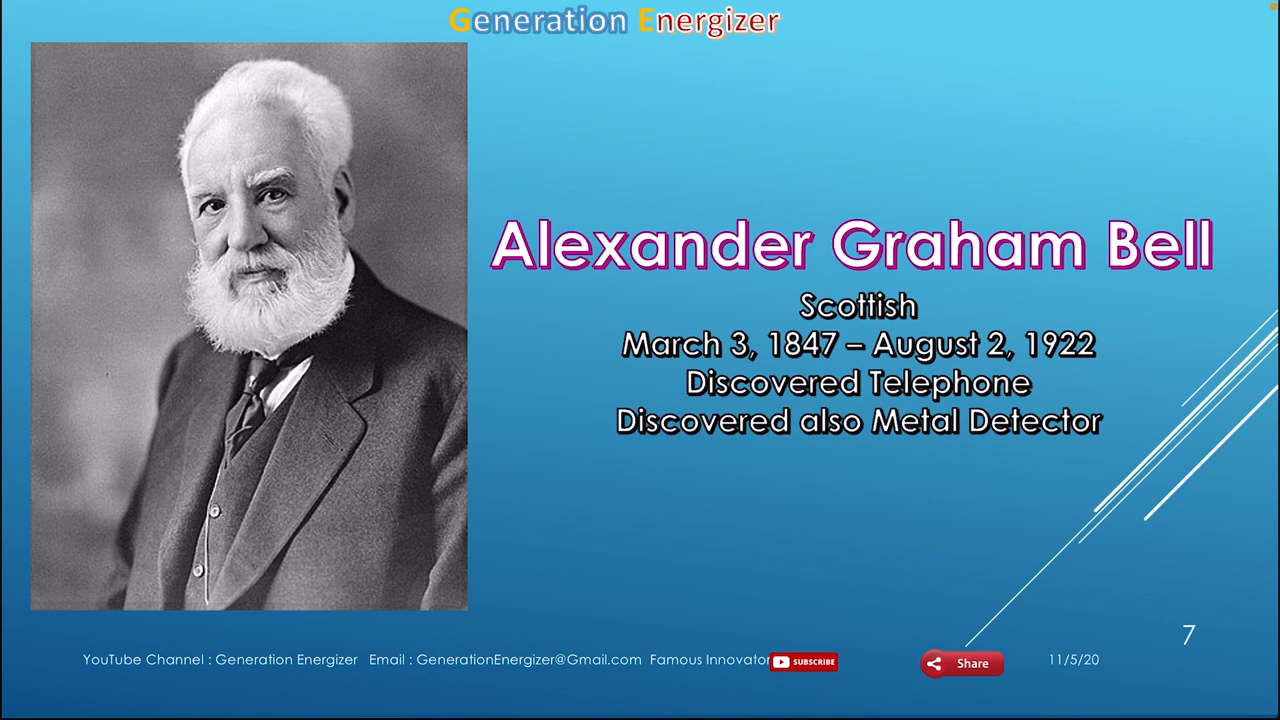 Generation Energizer
Alexander Graham Bell
Scottish
March 3, 1847 – August 2, 1922
Discovered Telephone
Discovered also Metal Detector
7
YouTube Channel : Generation Energizer Email : GenerationEnergizer@Gmail.com Famous Innovator SUBSCRIBE Share 11/5/20